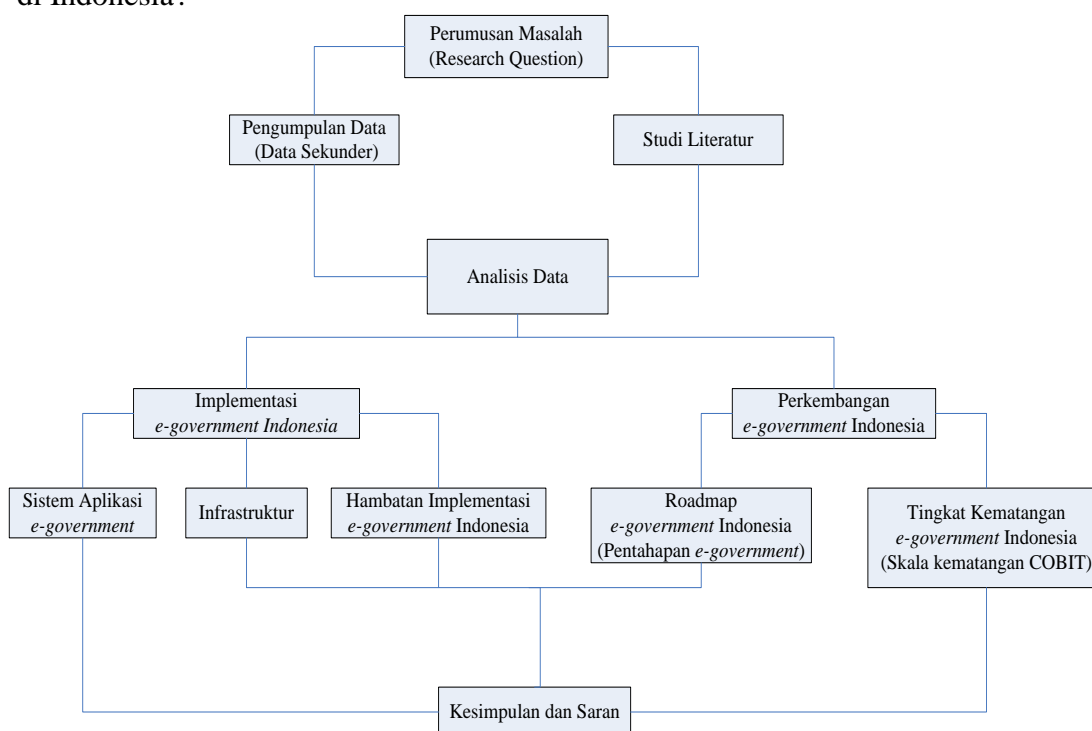 di Indonesia?
Perumusan Masalah
(Research Question)
Pengumpulan Data
(Data Sekunder)
Studi Literatur
Analisis Data
Implementasi
e-government Indonesia
Perkembangan
e-government Indonesia
Sistem Aplikasi
e-government
Infrastruktur
Hambatan Implementasi
e-government Indonesia
Roadmap
e-government Indonesia
(Pentahapan e-government)
Tingkat Kematangan
e-government Indonesia
(Skala kematangan COBIT)
Kesimpulan dan Saran